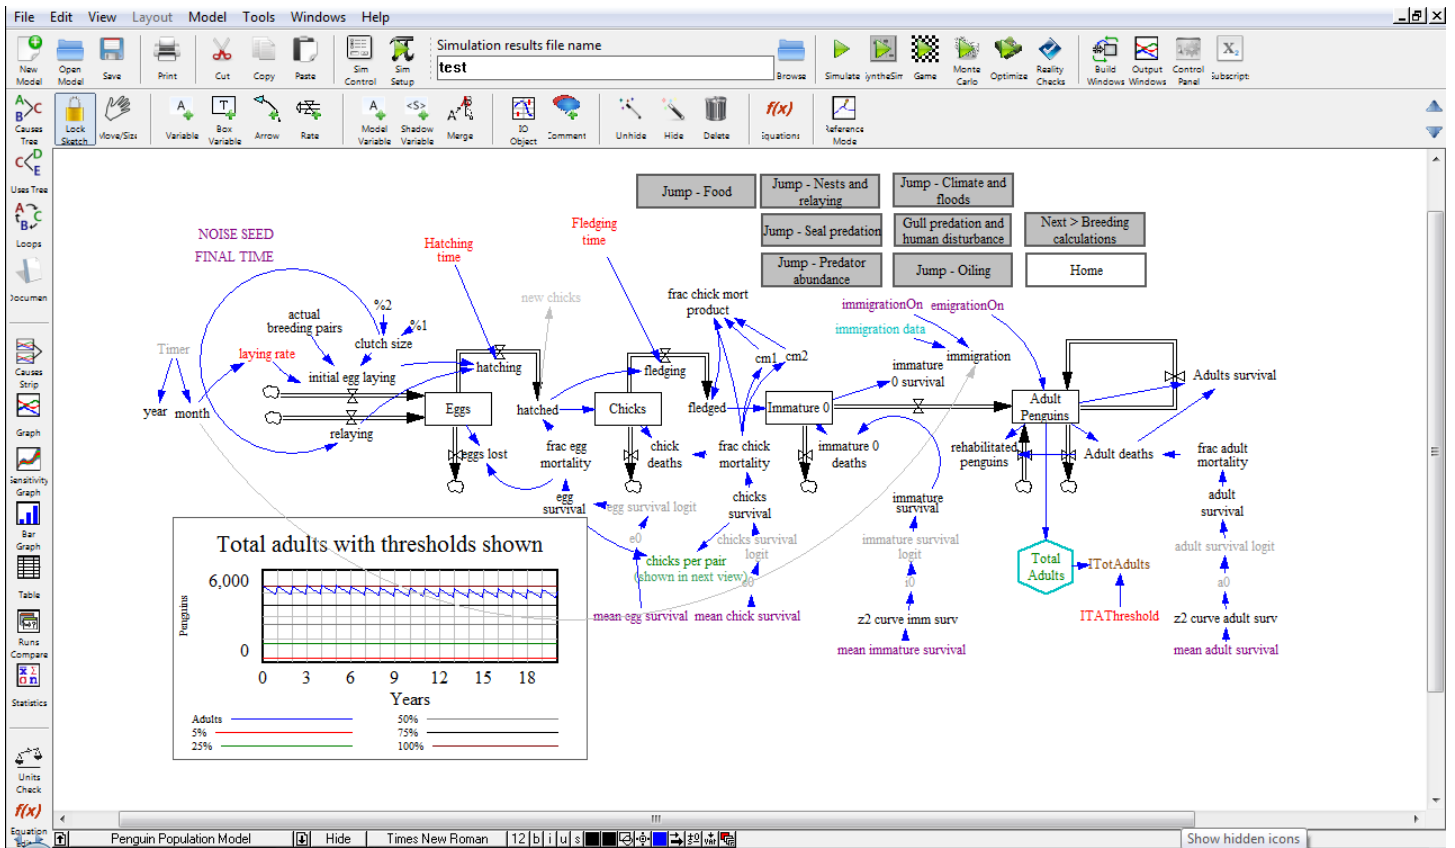 File Edit View Layout Model Tools Windows Help
New Model
Open Model
Save
Print
Cut
Copy
Paste
Sim Control
Sim Setup
Simulation results file name
test
Browse
Simulate
SyntheSim
Game
Monte Carlo
Optimize
Reality Checks
Build Windows
Output Windows
Control Panel
Subscript
Causes Tree
Lock Sketch
Move/Size
Variable
Box Variable
Arrow
Rate
Model Variable
Shadow Variable
Merge
IO Object
Comment
Unhide
Hide
Delete
f(x)
Equations
Reference Mode
Uses Tree
Loops
Documen
Causes Strip
Graph
Sensitivity Graph
Bar Graph
Table
Runs Compare
Statistics
Units Check
f(x)
Equation
Jump - Food
Jump - Nests and
relaying
Jump - Climate and
floods
Jump - Seal predation
Gull predation and
human disturbance
Next > Breeding
calculations
Jump - Predator
abundance
Jump - Oiling
Home
NOISE SEED
FINAL TIME
Hatching
time
Fledging
time
new chicks
frac chick mort
product
immigrationOn
emigrationOn
immigration data
immigration
actual
breeding pairs
%2
%1
clutch size
Timer
laying rate
initial egg laying
hatching
fledging
cm1
cm2
immature
0 survival
Adults survival
year
month
Eggs
hatched
Chicks
fledged
Immature 0
Adult
Penguins
relaying
eggs lost
frac egg
mortality
chick
deaths
frac chick
mortality
immature 0
deaths
rehabilitated
penguins
Adult deaths
frac adult
mortality
egg
survival
egg survival logit
chicks
survival
immature
survival
adult
survival
e0
chicks survival
logit
immature survival
logit
adult survival logit
chicks per pair
(shown in next view)
c0
i0
a0
Total
Adults
ITotAdults
mean egg survival
mean chick survival
z2 curve imm surv
ITAThreshold
z2 curve adult surv
mean immature survival
mean adult survival
Total adults with thresholds shown
6,000
Penguins
0
0 3 6 9 12 15 18
Years
Adults
5%
25%
50%
75%
100%
Penguin Population Model
Hide
Times New Roman
12 b i u s
Show hidden icons